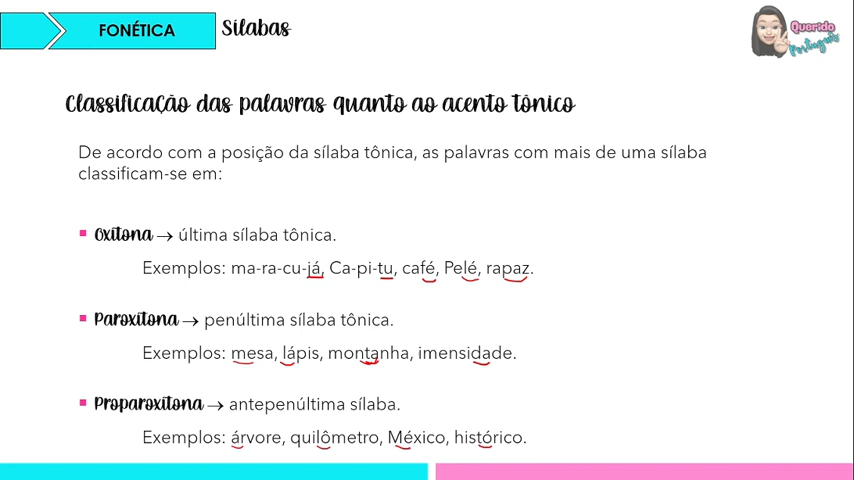 FONÉTICA
Sílabas
Querido
Português
Classificação das palavras quanto ao acento tônico
De acordo com a posição da sílaba tônica, as palavras com mais de uma sílaba
classificam-se em:
▪ Oxítona → última sílaba tônica.
Exemplos: ma-ra-cu-já, Ca-pi-tu, café, Pelé, rapaz.
▪ Paroxítona → penúltima sílaba tônica.
Exemplos: mesa, lápis, montanha, imensidade.
▪ Proparoxítona → antepenúltima sílaba.
Exemplos: árvore, quilômetro, México, histórico.